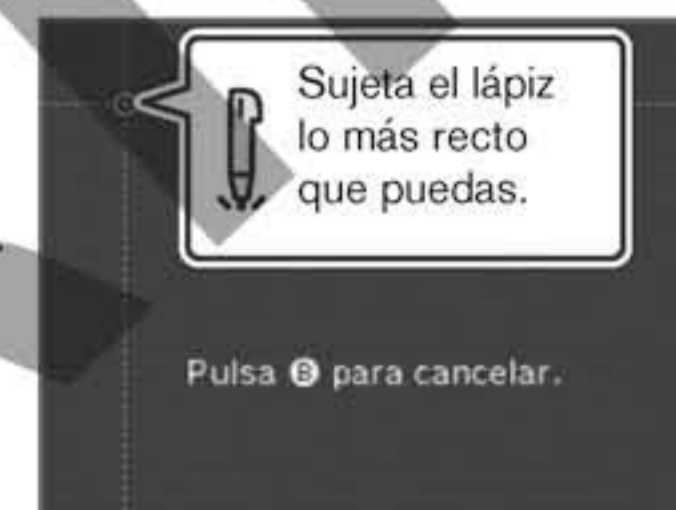 Sujeta el lápiz
lo más recto
que puedas.
Pulsa Ⓑ para cancelar.